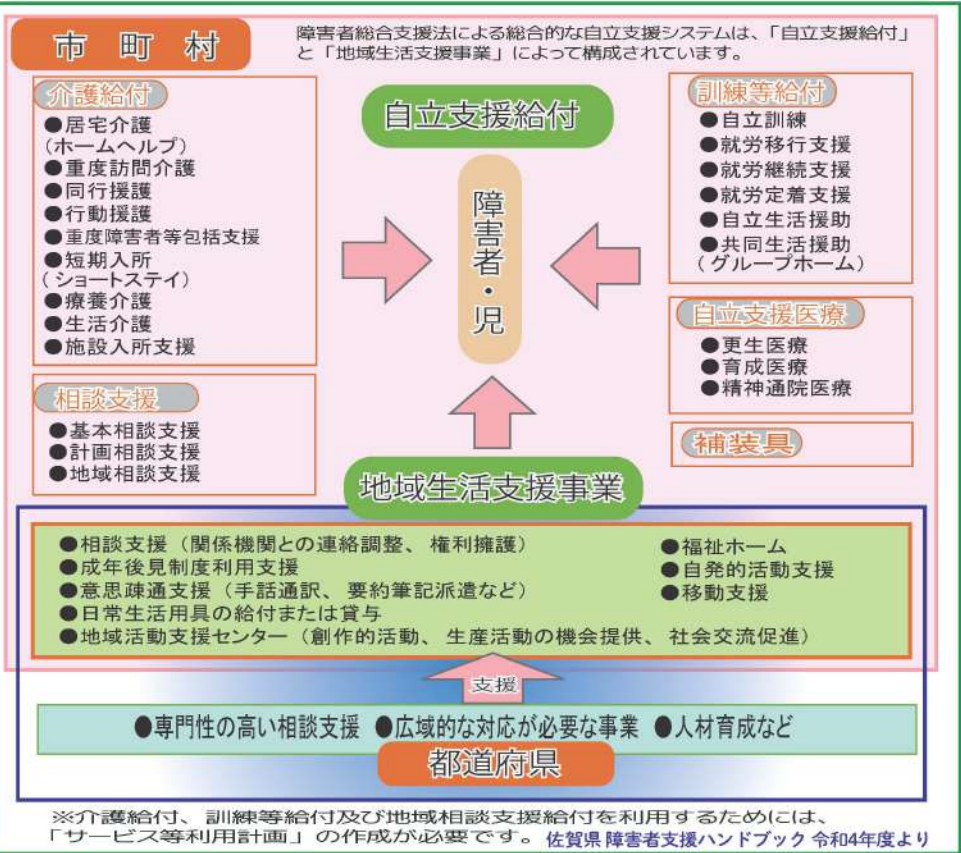 市町村
障害者総合支援法による総合的な自立支援システムは、「自立支援給付」
と「地域生活支援事業」によって構成されています。
介護給付
●居宅介護
(ホームヘルプ)
●重度訪問介護
●同行援護
●行動援護
●重度障害者等包括支援
●短期入所
(ショートステイ)
●療養介護
●生活介護
●施設入所支援
相談支援
●基本相談支援
●計画相談支援
●地域相談支援
自立支援給付
障害者・児
訓練等給付
●自立訓練
●就労移行支援
●就労継続支援
●就労定着支援
●自立生活援助
●共同生活援助
(グループホーム)
自立支援医療
●更生医療
●育成医療
●精神通院医療
補装具
地域生活支援事業
●相談支援（関係機関との連絡調整、権利擁護）
●成年後見制度利用支援
●意思疎通支援（手話通訳、要約筆記派遣など）
●日常生活用具の給付または貸与
●地域活動支援センター（創作的活動、生産活動の機会提供、社会交流促進）
●福祉ホーム
●自発的活動支援
●移動支援
支援
●専門性の高い相談支援 ●広域的な対応が必要な事業 ●人材育成など
都道府県
※介護給付、訓練等給付及び地域相談支援給付を利用するためには、
「サービス等利用計画」の作成が必要です。
佐賀県 障害者支援ハンドブック 令和4年度より